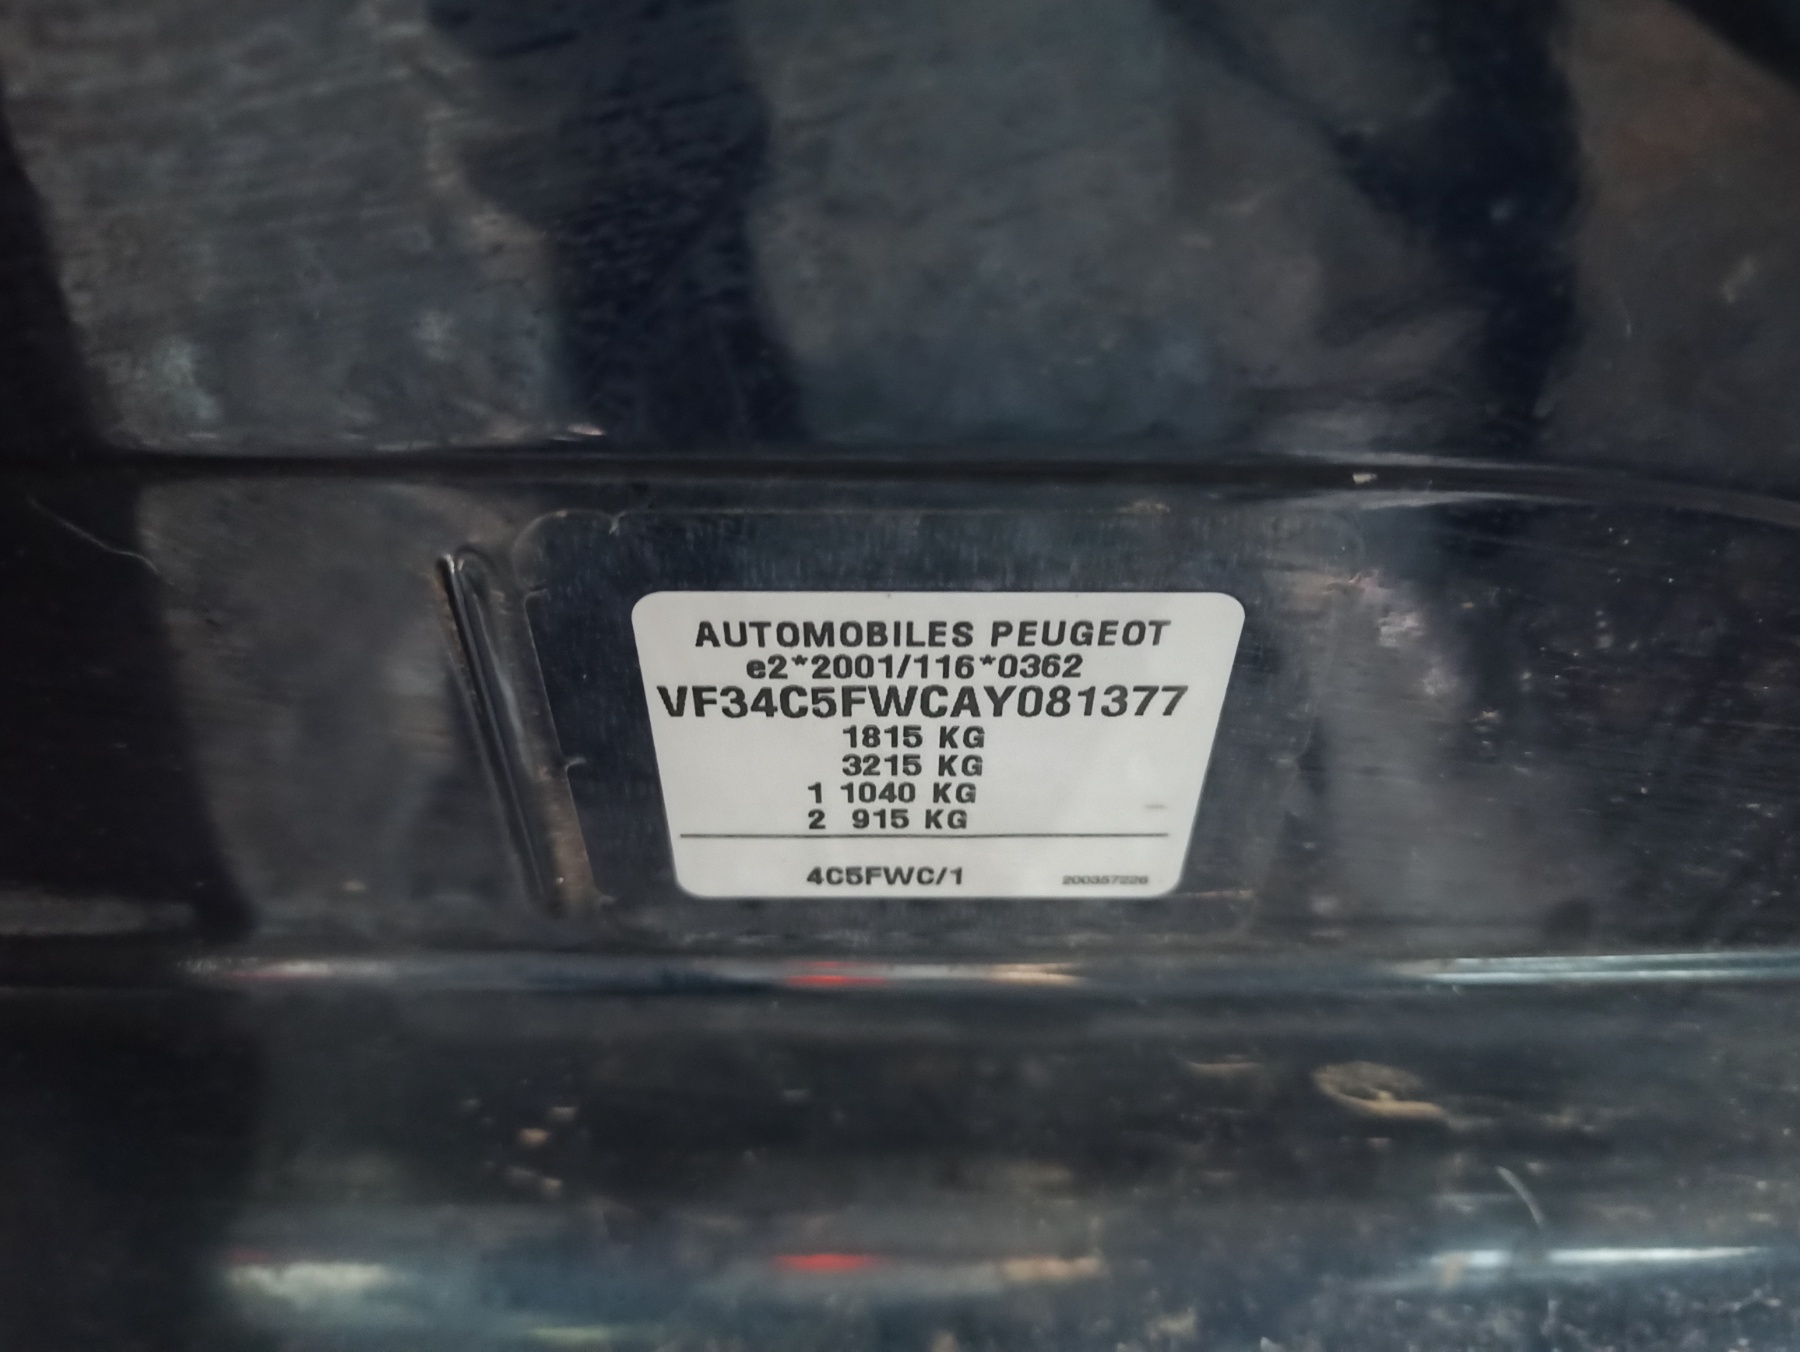 AUTOMOBILES PEUGEOT
e2*2001/116*0362
VF34C5FWCAY081377
1815 KG
3215 KG
1 1040 KG
2 915 KG
4C5FWC/1
200357226